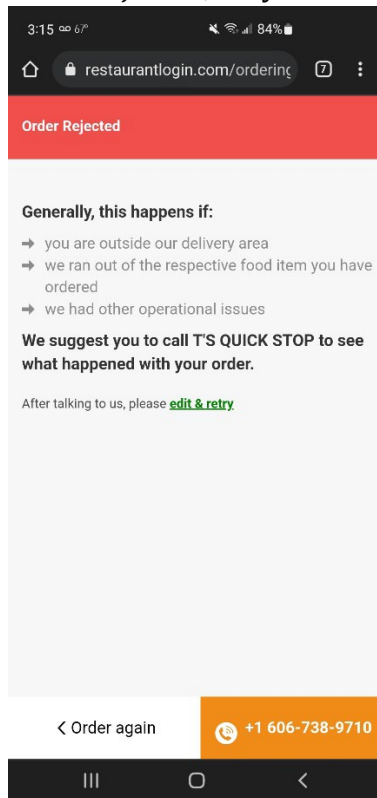 3:15 67°
84%
restaurantlogin.com/ordering
7
Order Rejected
Generally, this happens if:
you are outside our delivery area
we ran out of the respective food item you have
ordered
we had other operational issues
We suggest you to call T'S QUICK STOP to see
what happened with your order.
After talking to us, please edit & retry
Order again
+1 606-738-9710